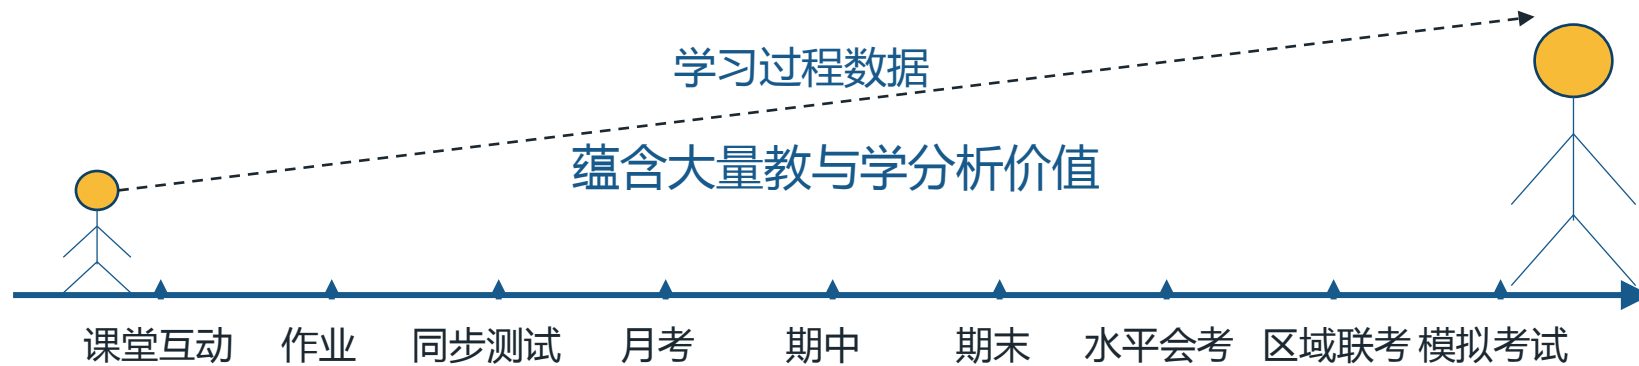 学习过程数据
蕴含大量教与学分析价值
课堂互动 作业 同步测试 月考 期中 期末 水平会考 区域联考 模拟考试